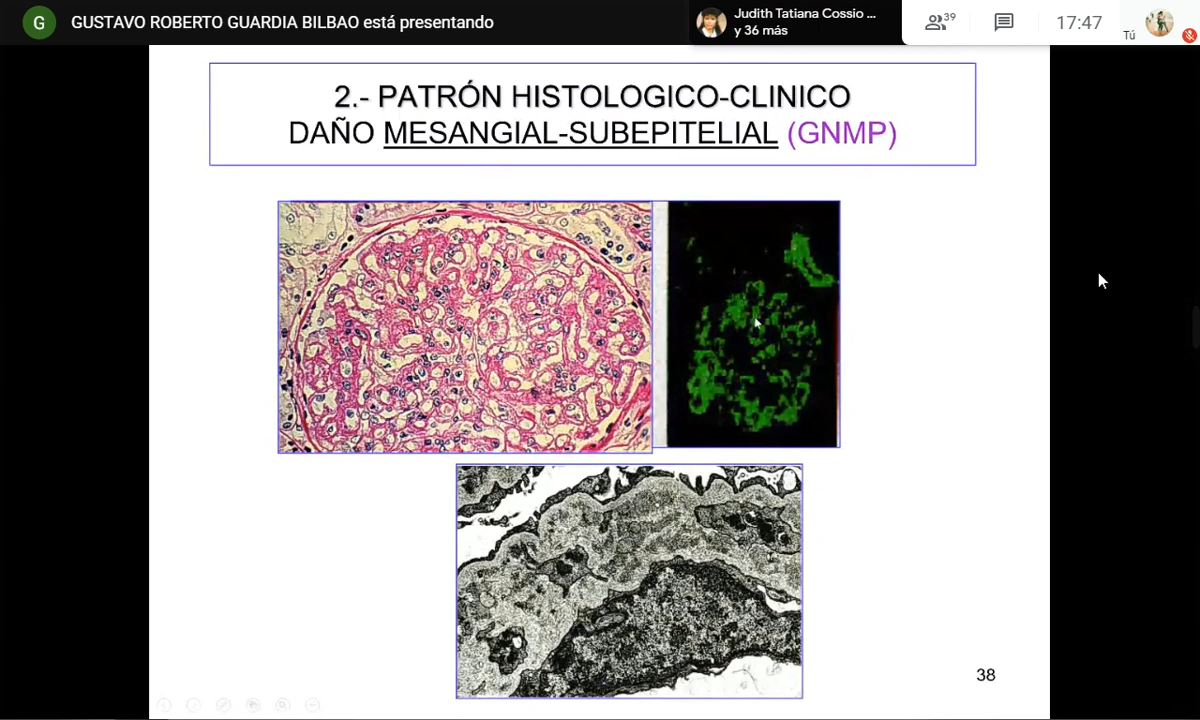 G
GUSTAVO ROBERTO GUARDIA BILBAO está presentando
Judith Tatiana Cossio ...
y 36 más
39
17:47
Tú
2.- PATRÓN HISTOLOGICO-CLINICO
DAÑO MESANGIAL-SUBEPITELIAL (GNMP)
38